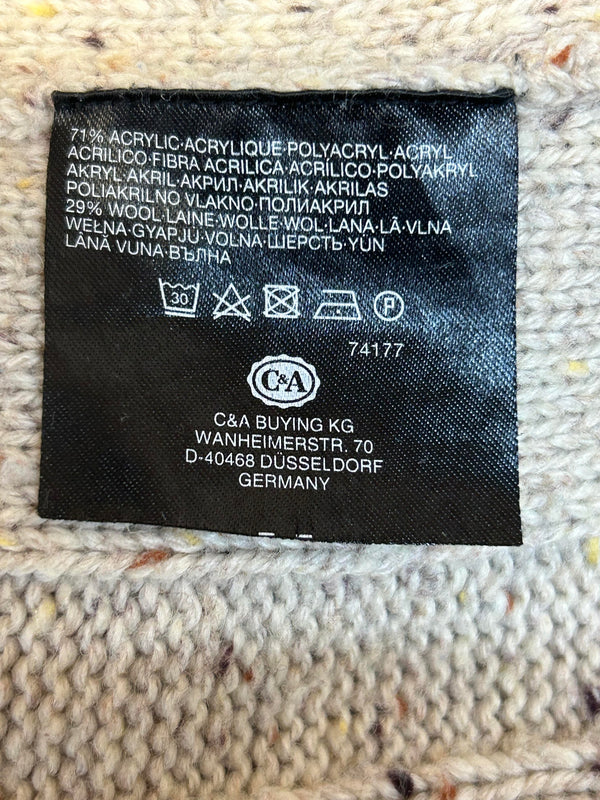 71% ACRYLIC·ACRYLIQUE·POLYACRYL·ACRYL
ACRILICO·FIBRA ACRILICA·ACRÍLICO·POLYAKRYL
AKRYL·AKRIL·АКРИЛ·AKRILIK·AKRILAS
POLIAKRILNO VLAKNO·ПОЛИАКРИЛ
29% WOOL·LAINE·WOLLE·WOL·LANA·LÃ·VLNA
WEŁNA·GYAPJÚ·VOLNA·ШЕРСТЬ·YÜN
LÂNĂ·VUNA·ВЪЛНА
30 P
74177
C&A
C&A BUYING KG
WANHEIMERSTR. 70
D-40468 DÜSSELDORF
GERMANY